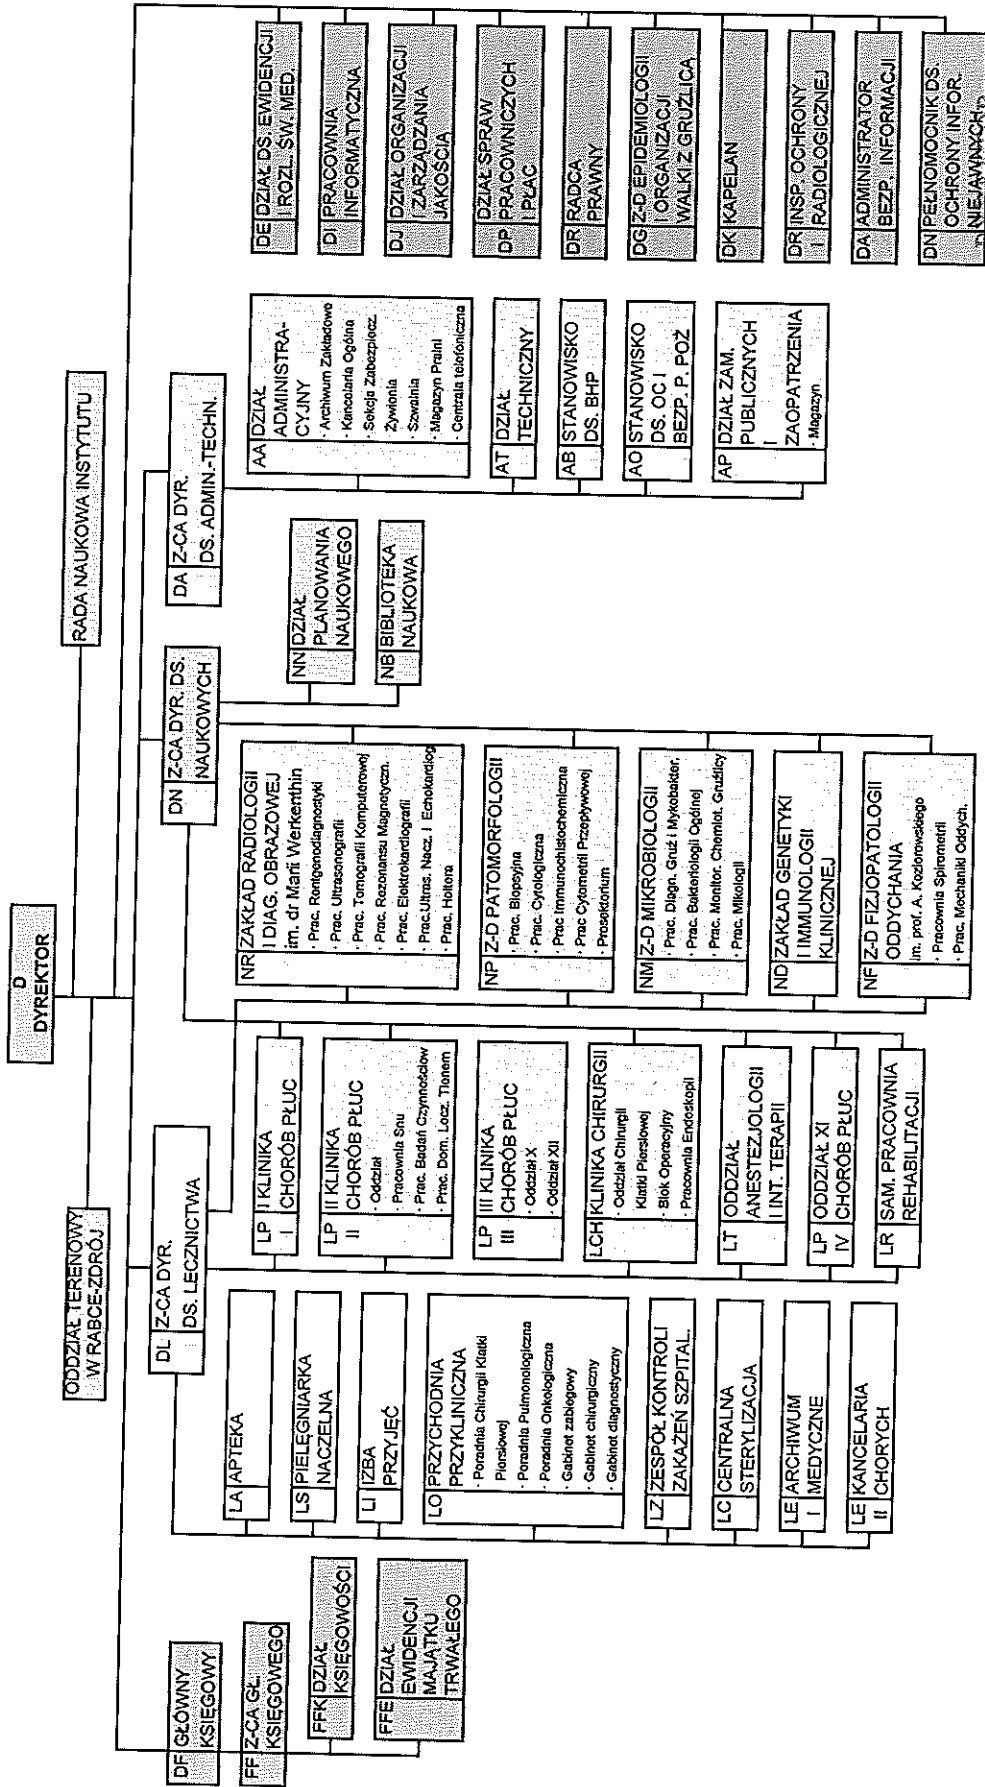 D
DYREKTOR
ODDZIAŁ TERENOWY
W RABCE-ZDRÓJ
RADA NAUKOWA INSTYTUTU
DF GŁÓWNY
KSIĘGOWY
FF Z-CA GŁ.
KSIĘGOWEGO
FFK DZIAŁ
KSIĘGOWOŚCI
FFE DZIAŁ
EWIDENCJI
MAJĄTKU
TRWAŁEGO
DL Z-CA DYR.
DS. LECZNICTWA
LA APTEKA
LS PIELĘGNIARKA
NACZELNA
LI IZBA
PRZYJĘĆ
LO PRZYCHODNIA
PRZYKLINICZNA
· Poradnia Chirurgii Klatki
Piersiowej
· Poradnia Pulmonologiczna
· Poradnia Onkologiczna
· Gabinet zabiegowy
· Gabinet chirurgiczny
· Gabinet diagnostyczny
LZ ZESPÓŁ KONTROLI
ZAKAŻEŃ SZPITAL.
LC CENTRALNA
STERYLIZACJA
LE ARCHIWUM
I MEDYCZNE
LE KANCELARIA
II CHORYCH
LP I KLINIKA
I CHORÓB PŁUC
LP II KLINIKA
II CHORÓB PŁUC
· Oddział
· Pracownia Snu
· Prac. Badań Czynnościow
· Prac. Dom. Lecz. Tlenem
LP III KLINIKA
III CHORÓB PŁUC
· Oddział X
· Oddział XII
LCH KLINIKA CHIRURGII
· Oddział Chirurgii
Klatki Piersiowej
· Blok Operacyjny
· Pracownia Endoskopii
LT ODDZIAŁ
ANESTEZJOLOGII
I INT. TERAPII
LP ODDZIAŁ XI
IV CHORÓB PŁUC
LR SAM. PRACOWNIA
REHABILITACJI
DN Z-CA DYR. DS.
NAUKOWYCH
NR ZAKŁAD RADIOLOGII
I DIAG. OBRAZOWEJ
im. dr Marii Werkenthin
· Prac. Rentgenodiagnostyki
· Prac. Ultrasonografii
· Prac. Tomografii Komputerowej
· Prac. Rezonansu Magnetyczn.
· Prac. Elektrokardiografii
· Prac.Ultras. Nacz. I Echokardiog
· Prac. Holtera
NP Z-D PATOMORFOLOGII
· Prac. Biopsyjna
· Prac. Cytologiczna
· Prac Immunochistochemiczna
· Prac Cytometrii Przepływowej
· Prosektorium
NM Z-D MIKROBIOLOGII
· Prac. Diagn. Gruź i Mykobakter.
· Prac. Bakteriologii Ogólnej
· Prac. Monitor. Chemiot. Gruźlicy
· Prac. Mikologii
ND ZAKŁAD GENETYKI
I IMMUNOLOGII
KLINICZNEJ
NF Z-D FIZJOPATOLOGII
ODDYCHANIA
im. prof. A. Koziorowskiego
· Pracownia Spirometrii
· Prac. Mechaniki Oddych.
NN DZIAŁ
PLANOWANIA
NAUKOWEGO
NB BIBLIOTEKA
NAUKOWA
DA Z-CA DYR.
DS. ADMIN.-TECHN.
AA DZIAŁ
ADMINISTRA-
CYJNY
· Archiwum Zakładowe
· Kancelaria Ogólna
· Sekcja Zabezpiecz.
Żywienia
· Szwalnia
· Magazyn Pralni
· Centrala telefoniczna
AT DZIAŁ
TECHNICZNY
AB STANOWISKO
DS. BHP
AO STANOWISKO
DS. OC I
BEZP. P. POŻ
AP DZIAŁ ZAM.
PUBLICZNYCH
I
ZAOPATRZENIA
· Magazyn
DE DZIAŁ DS. EWIDENCJI
I ROZL. ŚW. MED.
DI PRACOWNIA
INFORMATYCZNA
DJ DZIAŁ ORGANIZACJI
I ZARZĄDZANIA
JAKOŚCIĄ
DP DZIAŁ SPRAW
PRACOWNICZYCH
I PŁAC
DR RADCA
PRAWNY
DG Z-D EPIDEMIOLOGII
I ORGANIZACJI
WALKI Z GRUŹLICĄ
DK KAPELAN
DR INSP. OCHRONY
I RADIOLOGICZNEJ
DA ADMINISTRATOR
BEZP. INFORMACJI
DN PEŁNOMOCNIK DS.
OCHRONY INFOR.
NIEJAWNYCH